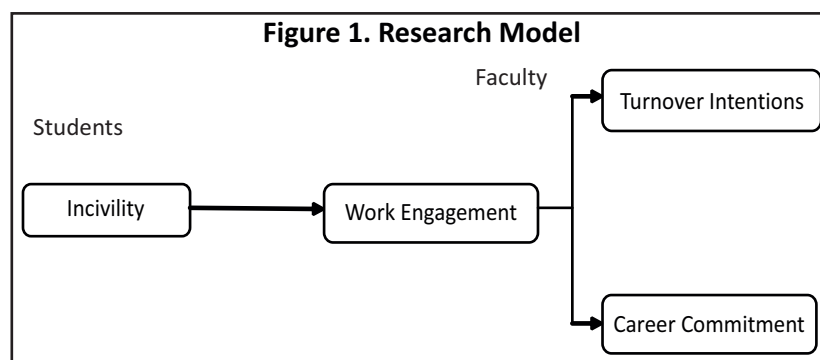 Figure 1. Research Model
Faculty
Turnover Intentions
Students
Incivility
Work Engagement
Career Commitment